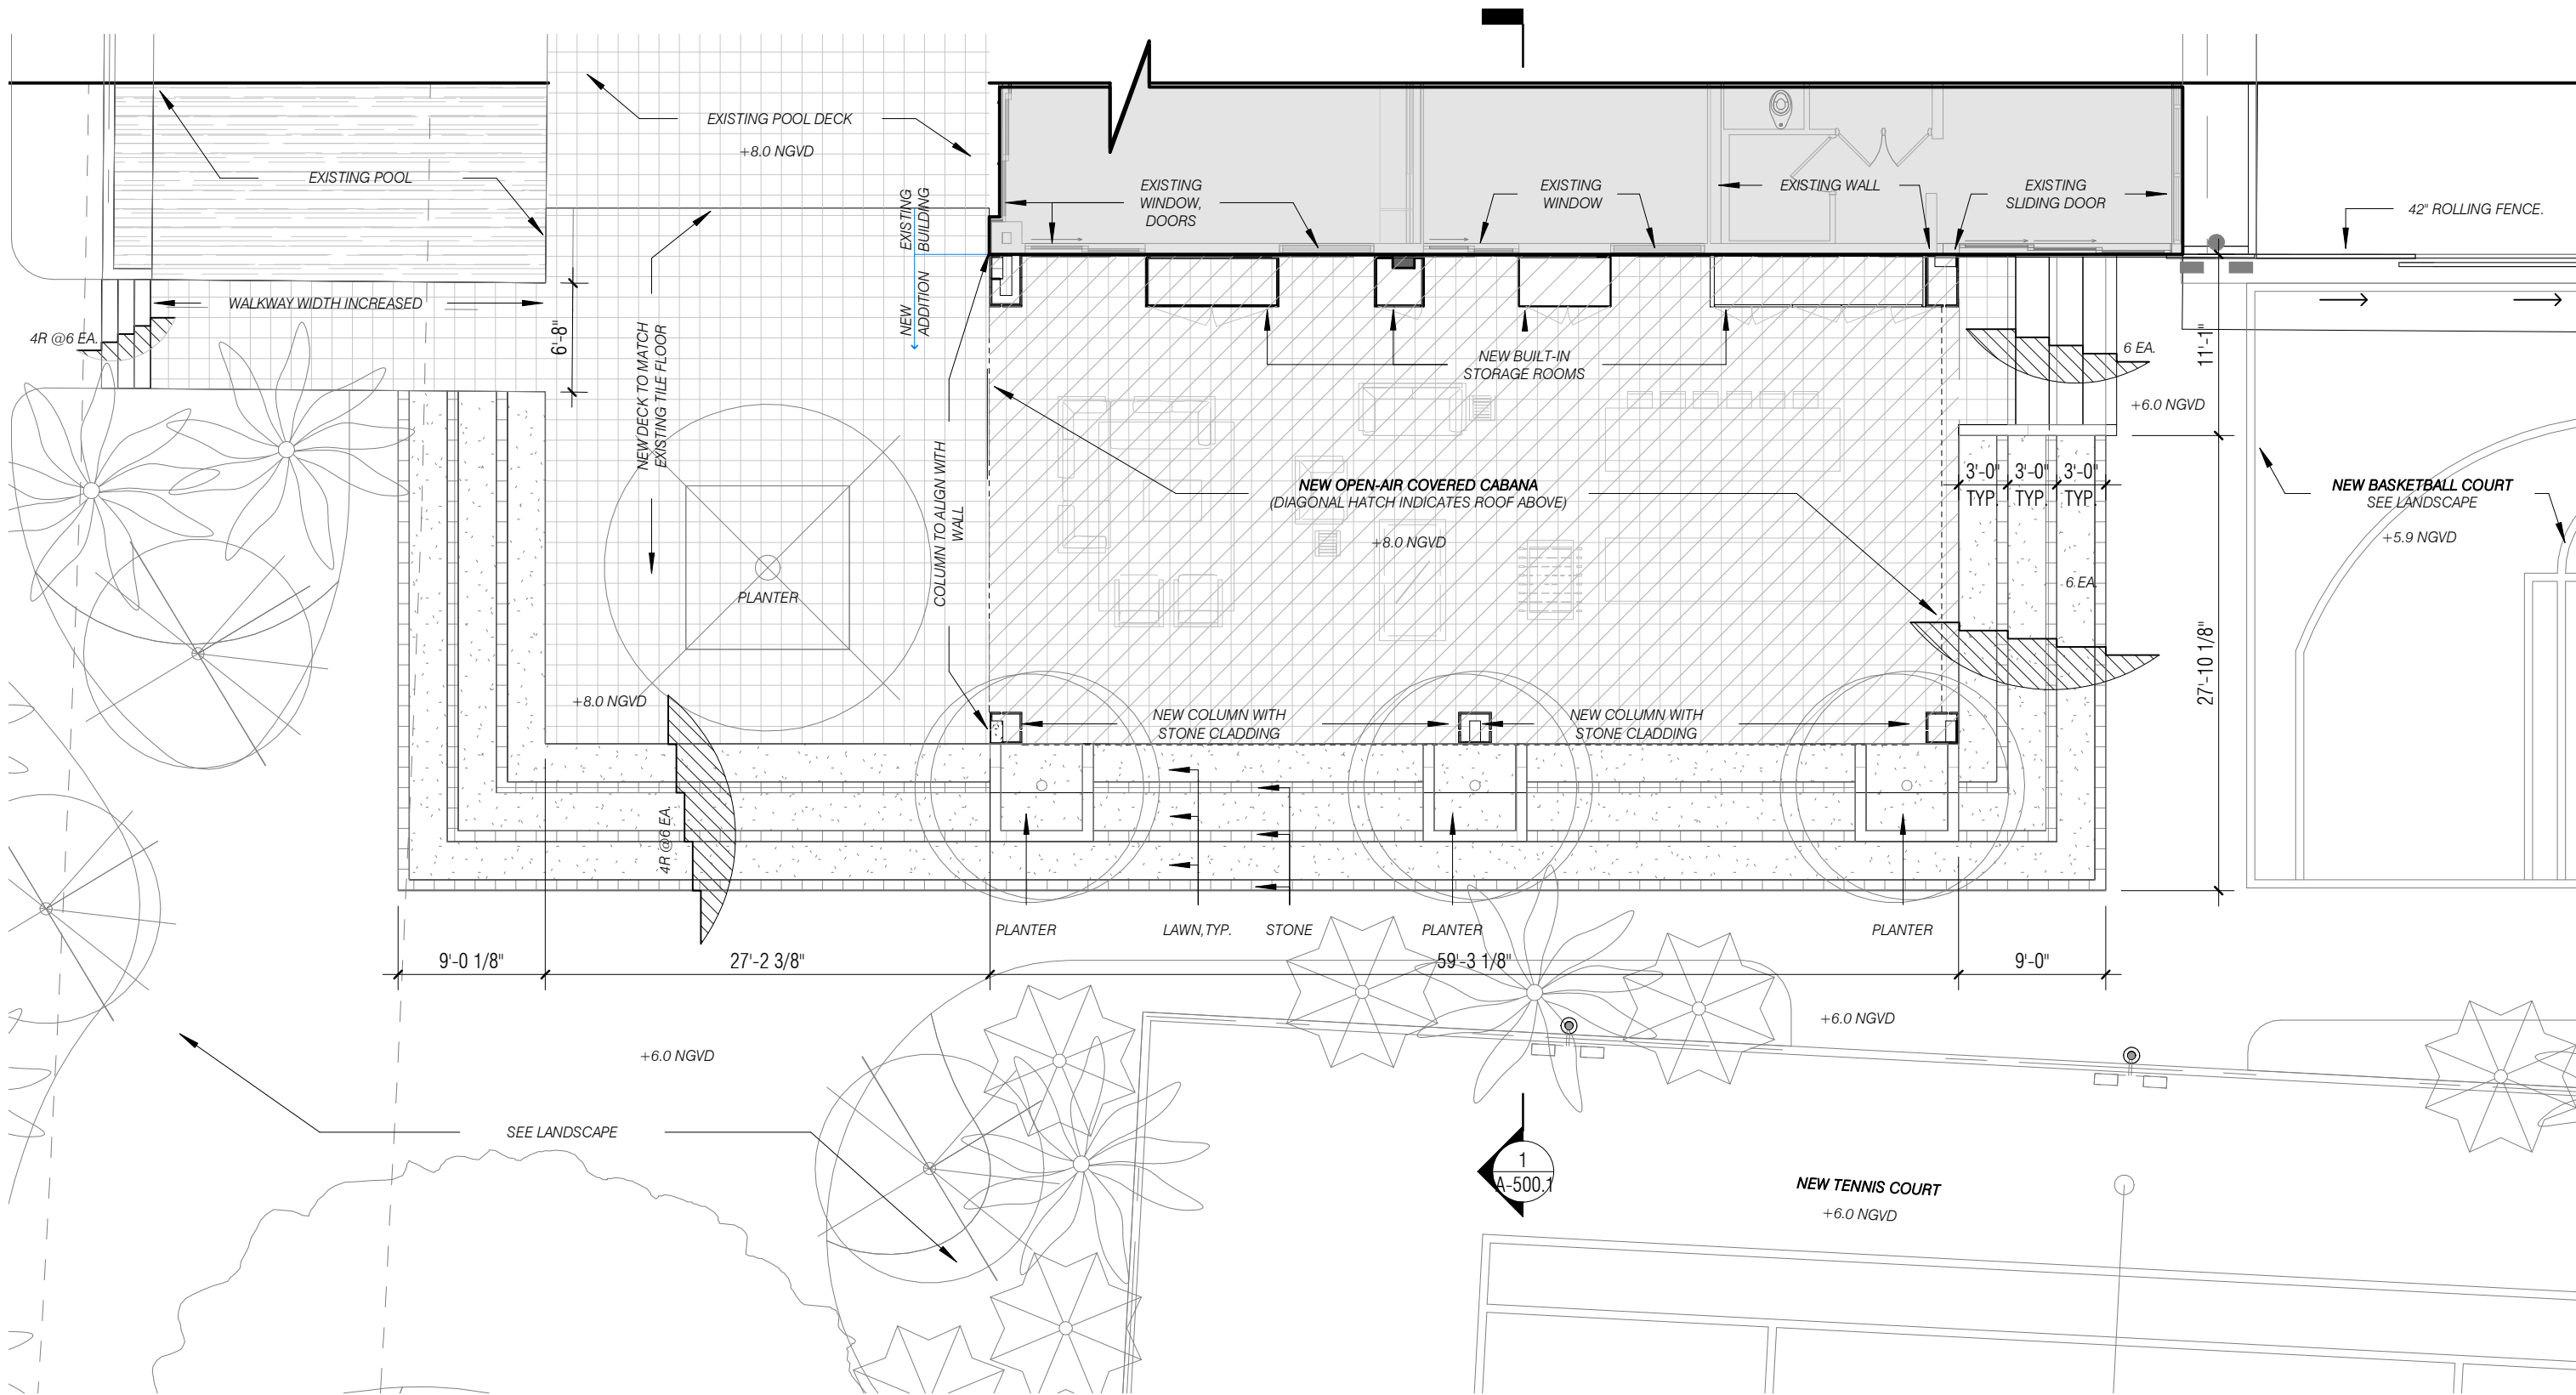 EXISTING POOL DECK
+8.0 NGVD
EXISTING POOL
EXISTING
WINDOW,
DOORS
EXISTING
WINDOW
EXISTING WALL
EXISTING
SLIDING DOOR
42" ROLLING FENCE.
EXISTING
BUILDING
NEW
ADDITION
WALKWAY WIDTH INCREASED
4R @6 EA.
6'-8"
NEW DECK TO MATCH
EXISTING TILE FLOOR
NEW BUILT-IN
STORAGE ROOMS
6 EA.
11'-1"
+6.0 NGVD
COLUMN TO ALIGN WITH
WALL
NEW OPEN-AIR COVERED CABANA
(DIAGONAL HATCH INDICATES ROOF ABOVE)
+8.0 NGVD
3'-0"
TYP.
3'-0"
TYP.
3'-0"
TYP.
NEW BASKETBALL COURT
SEE LANDSCAPE
+5.9 NGVD
6 EA.
PLANTER
27'-10 1/8"
+8.0 NGVD
NEW COLUMN WITH
STONE CLADDING
NEW COLUMN WITH
STONE CLADDING
4R @6 EA.
PLANTER
LAWN,TYP.
STONE
PLANTER
PLANTER
9'-0 1/8"
27'-2 3/8"
59'-3 1/8"
9'-0"
+6.0 NGVD
+6.0 NGVD
SEE LANDSCAPE
1
A-500.1
NEW TENNIS COURT
+6.0 NGVD